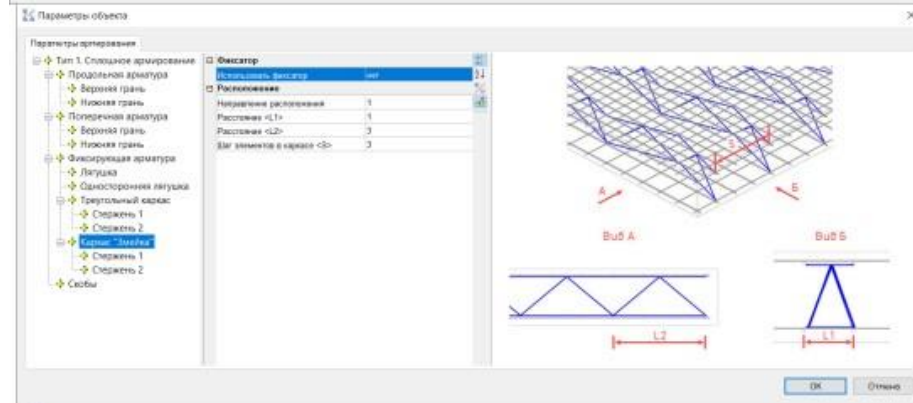 Параметры объекта
Параметры армирования
Тип 1. Сплошное армирование
Продольная арматура
Верхняя грань
Нижняя грань
Поперечная арматура
Верхняя грань
Нижняя грань
Фиксирующая арматура
Лягушка
Односторонняя лягушка
Треугольный каркас
Стержень 1
Стержень 2
Каркас "Змейка"
Стержень 1
Стержень 2
Скобы
Фиксатор
Использовать фиксатор нет
Расположение
Направление расположения 1
Расстояние <L1> 1
Расстояние <L2> 3
Шаг элементов в каркасе <S> 3
S
А
Б
Вид А
Вид Б
L2
L1
OK
Отмена